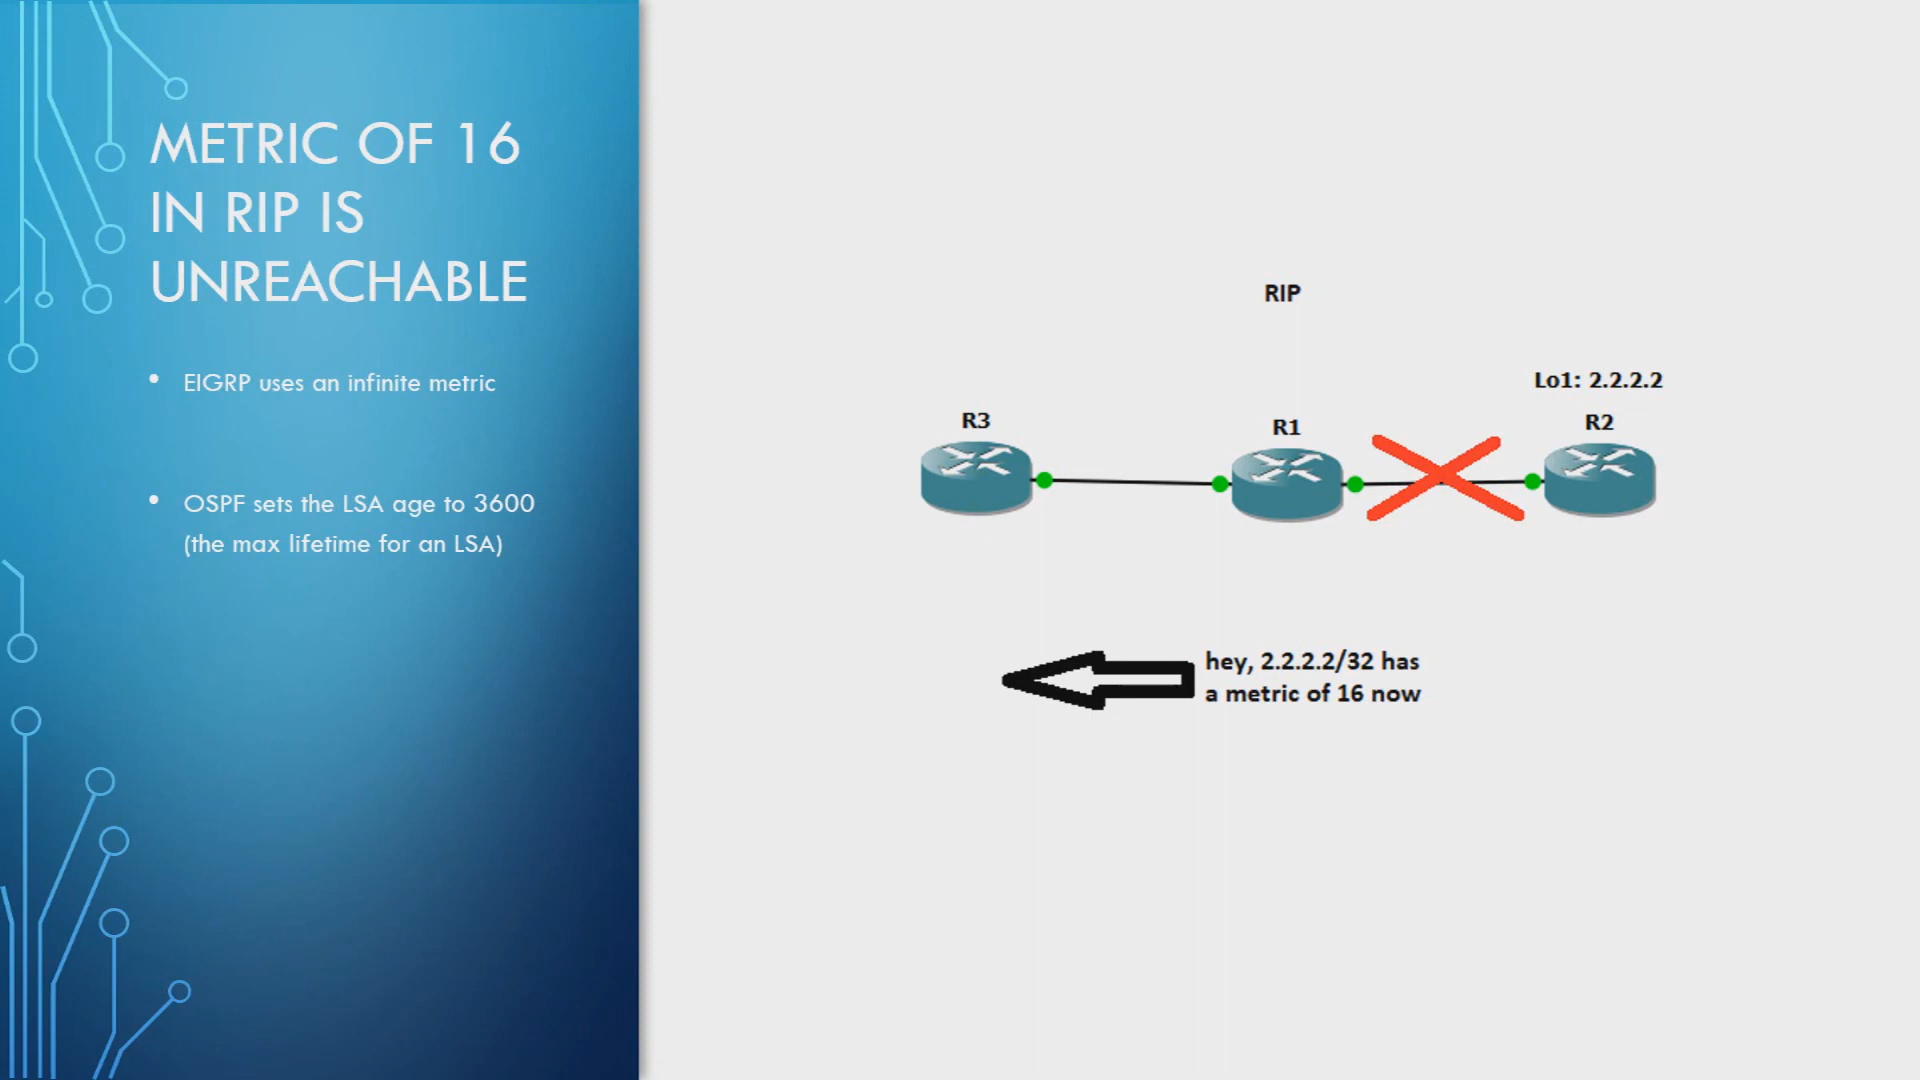 METRIC OF 16
IN RIP IS
UNREACHABLE
• EIGRP uses an infinite metric
• OSPF sets the LSA age to 3600
(the max lifetime for an LSA)
RIP
Lo1: 2.2.2.2
R3
R1
R2
hey, 2.2.2.2/32 has
a metric of 16 now